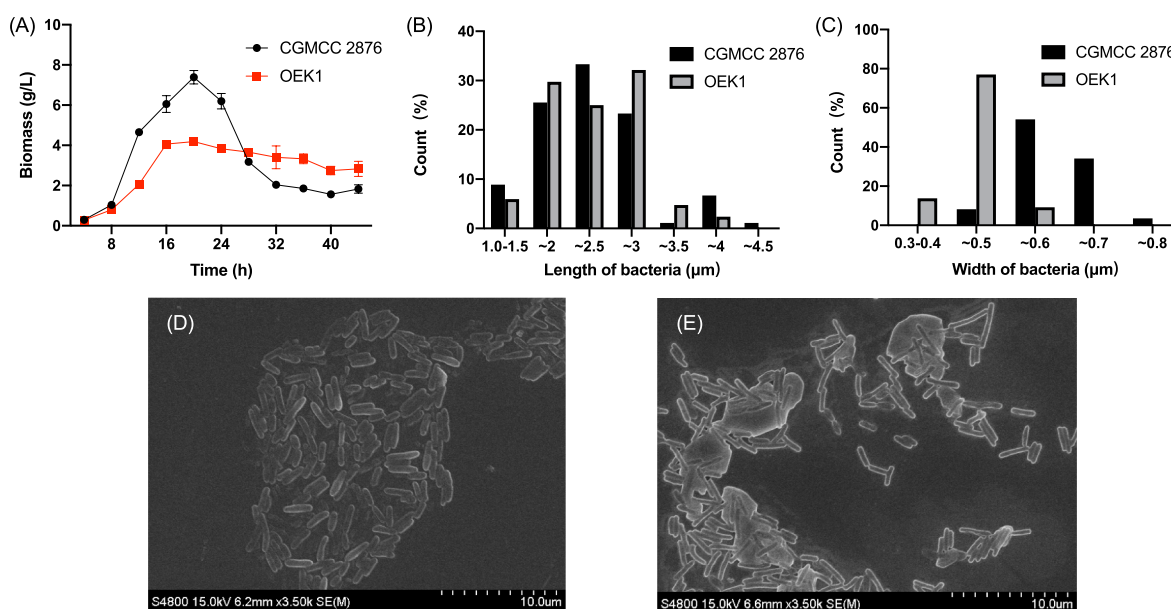 (A)
Biomass (g/L)
10
8
6
4
2
0
8 16 24 32 40
Time (h)
CGMCC 2876
OEK1
(B)
Count (%)
40
30
20
10
0
1.0-1.5 ~2 ~2.5 ~3 ~3.5 ~4 ~4.5
Length of bacteria(μm)
CGMCC 2876
OEK1
(C)
Count (%)
100
80
60
40
20
0
0.3-0.4 ~0.5 ~0.6 ~0.7 ~0.8
Width of bacteria(μm)
CGMCC 2876
OEK1
(D)
S4800 15.0kV 6.2mm x3.50k SE(M) 10.0um
(E)
S4800 15.0kV 6.6mm x3.50k SE(M) 10.0um